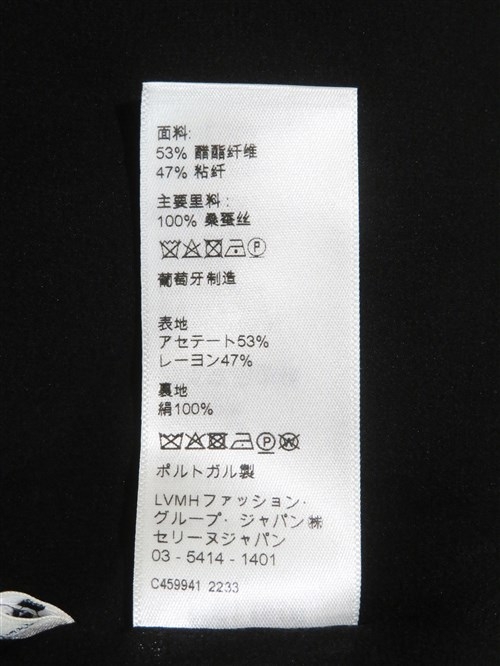 面料:
53% 醋酯纤维
47% 粘纤
主要里料:
100% 桑蚕丝
P
葡萄牙制造
表地
アセテート53%
レーヨン47%
裏地
絹100%
P W
ポルトガル製
LVMHファッション・
グループ・ジャパン㈱
セリーヌジャパン
03 - 5414 - 1401
C459941 2233